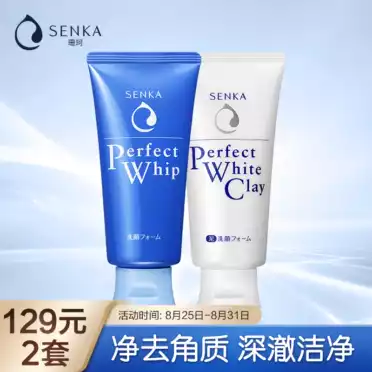 SENKA
珊珂
SENKA
Perfect
Whip
洗顔フォーム
SENKA
Perfect
White
Clay
泥 洗顔フォーム
129元
2套
活动时间: 8月25日-8月31日
净去角质 深澈洁净